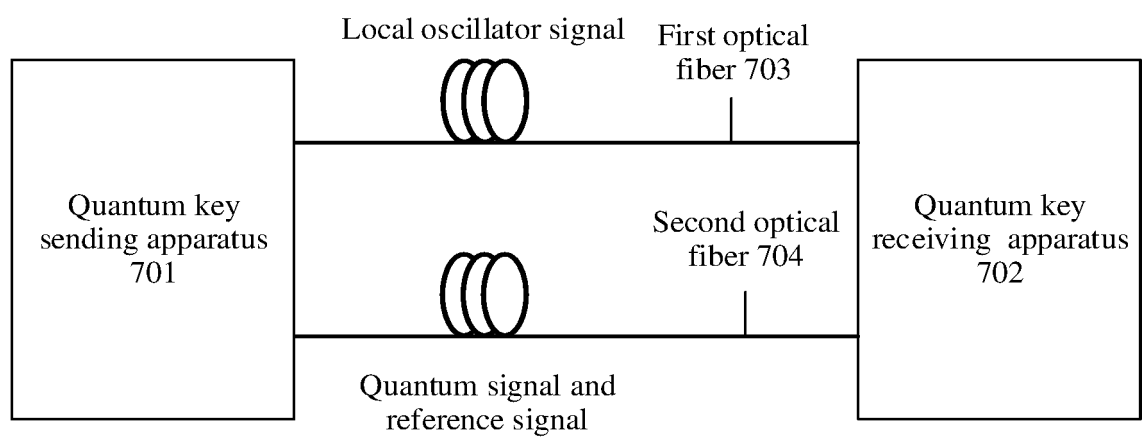 Local oscillator signal
First optical
fiber 703
Quantum key
sending apparatus
701
Second optical
fiber 704
Quantum key
receiving apparatus
702
Quantum signal and
reference signal